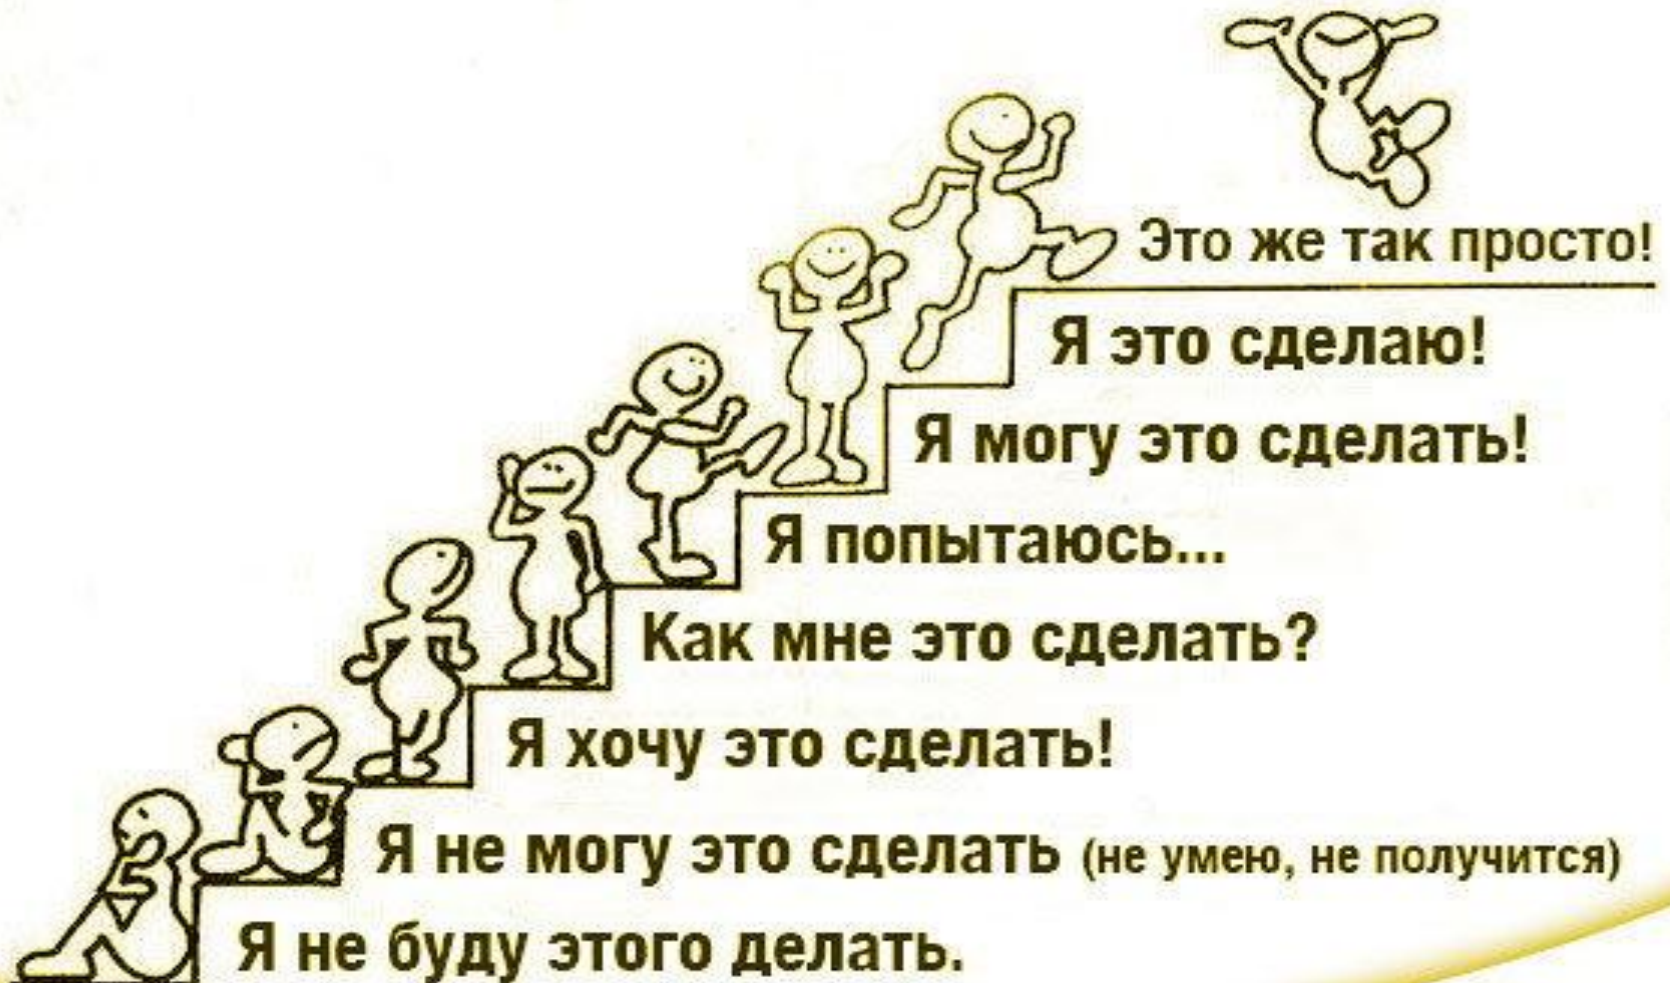 Это же так просто!
Я это сделаю!
Я могу это сделать!
Я попытаюсь...
Как мне это сделать?
Я хочу это сделать!
Я не могу это сделать (не умею, не получится)
Я не буду этого делать.